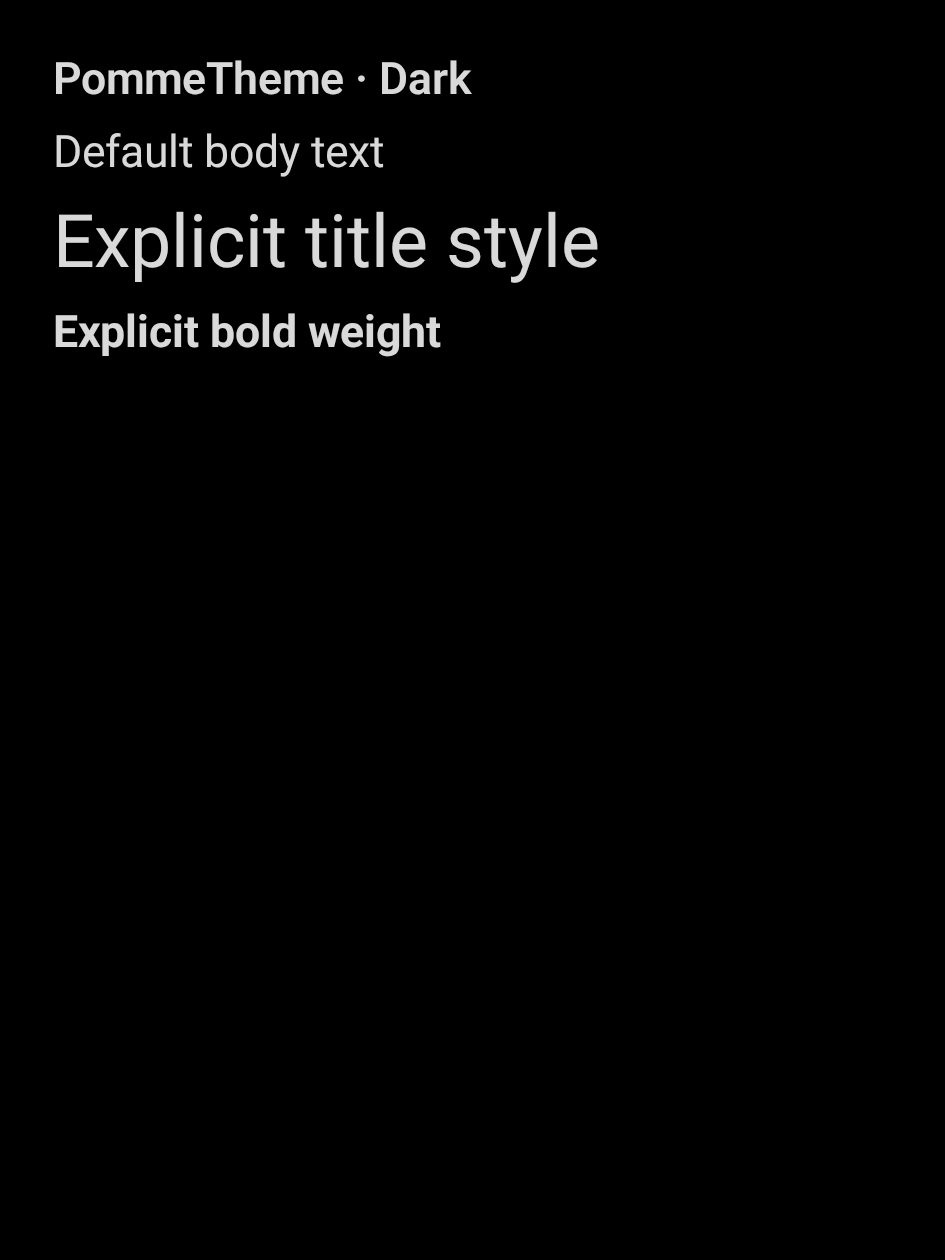 PommeTheme · Dark
Default body text
Explicit title style
Explicit bold weight